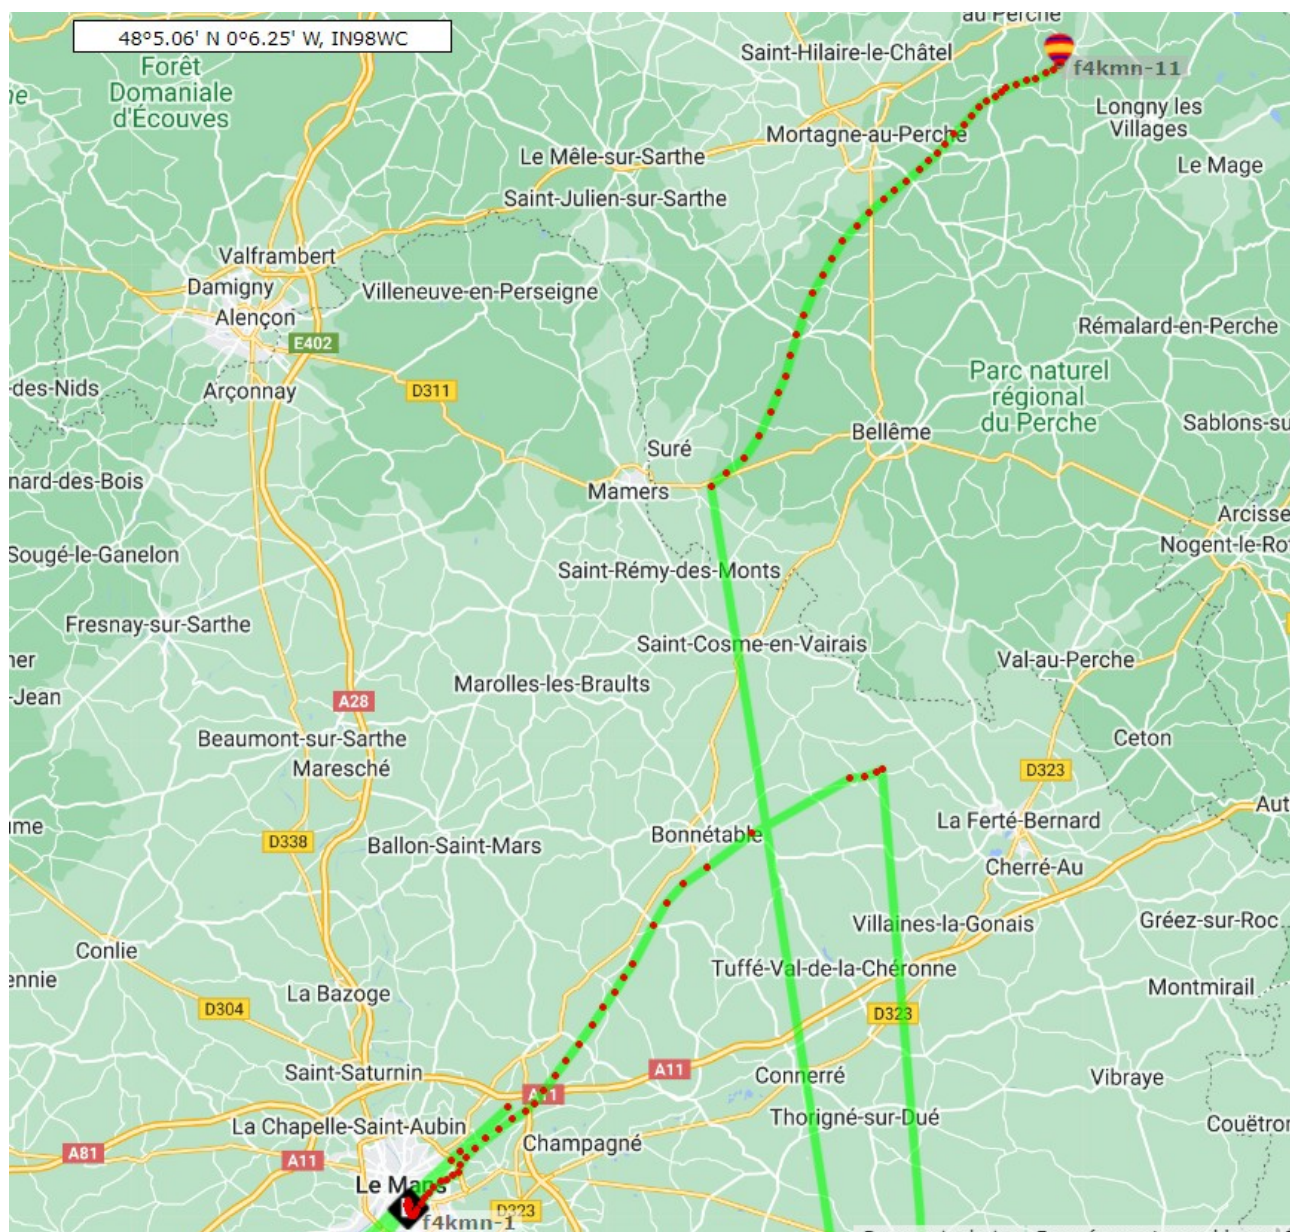 48°5.06' N 0°6.25' W, IN98WC
au Perche
Saint-Hilaire-le-Châtel
f4kmn-11
Forêt
Domaniale
d'Écouves
Longny les
Villages
Mortagne-au-Perche
Le Mêle-sur-Sarthe
Le Mage
Saint-Julien-sur-Sarthe
Valframbert
Damigny
Villeneuve-en-Perseigne
Alençon
Rémalard-en-Perche
E402
Parc naturel
régional
du Perche
-des-Nids
Arçonnay
D311
Sablons-su
Bellême
Suré
nard-des-Bois
Mamers
Arcisse
Nogent-le-Ro
Sougé-le-Ganelon
Saint-Rémy-des-Monts
Fresnay-sur-Sarthe
Saint-Cosme-en-Vairais
Val-au-Perche
ner
-Jean
Marolles-les-Braults
A28
Beaumont-sur-Sarthe
Ceton
Maresché
D323
Aut
ume
D338
Ballon-Saint-Mars
Bonnétable
La Ferté-Bernard
Cherré-Au
Villaines-la-Gonais
Gréez-sur-Roc
Conlie
ennie
Tuffé-Val-de-la-Chéronne
La Bazoge
Montmirail
D304
D323
Saint-Saturnin
A11
Connerré
Vibraye
A11
La Chapelle-Saint-Aubin
Thorigné-sur-Dué
Couëtron
A81
A11
Champagné
Le Mans
D323
f4kmn-1